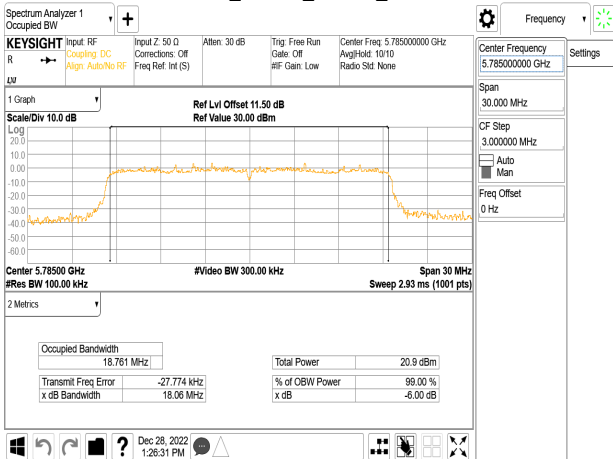 Spectrum Analyzer 1
Occupied BW
+
Frequency
KEYSIGHT
R
LXI
Input: RF
Coupling: DC
Align: Auto/No RF
Input Z: 50 Ω
Corrections: Off
Freq Ref: Int (S)
Atten: 30 dB
Trig: Free Run
Gate: Off
#IF Gain: Low
Center Freq: 5.785000000 GHz
Avg|Hold: 10/10
Radio Std: None
Center Frequency
5.785000000 GHz
Settings
Span
30.000 MHz
CF Step
3.000000 MHz
Auto
Man
Freq Offset
0 Hz
1 Graph
Scale/Div 10.0 dB
Ref Lvl Offset 11.50 dB
Ref Value 30.00 dBm
Log
20.0
10.0
0.00
-10.0
-20.0
-30.0
-40.0
-50.0
-60.0
Center 5.78500 GHz
#Res BW 100.00 kHz
#Video BW 300.00 kHz
Span 30 MHz
Sweep 2.93 ms (1001 pts)
2 Metrics
Occupied Bandwidth
18.761 MHz
Transmit Freq Error -27.774 kHz
x dB Bandwidth 18.06 MHz
Total Power 20.9 dBm
% of OBW Power 99.00 %
x dB -6.00 dB
?
Dec 28, 2022
1:26:31 PM